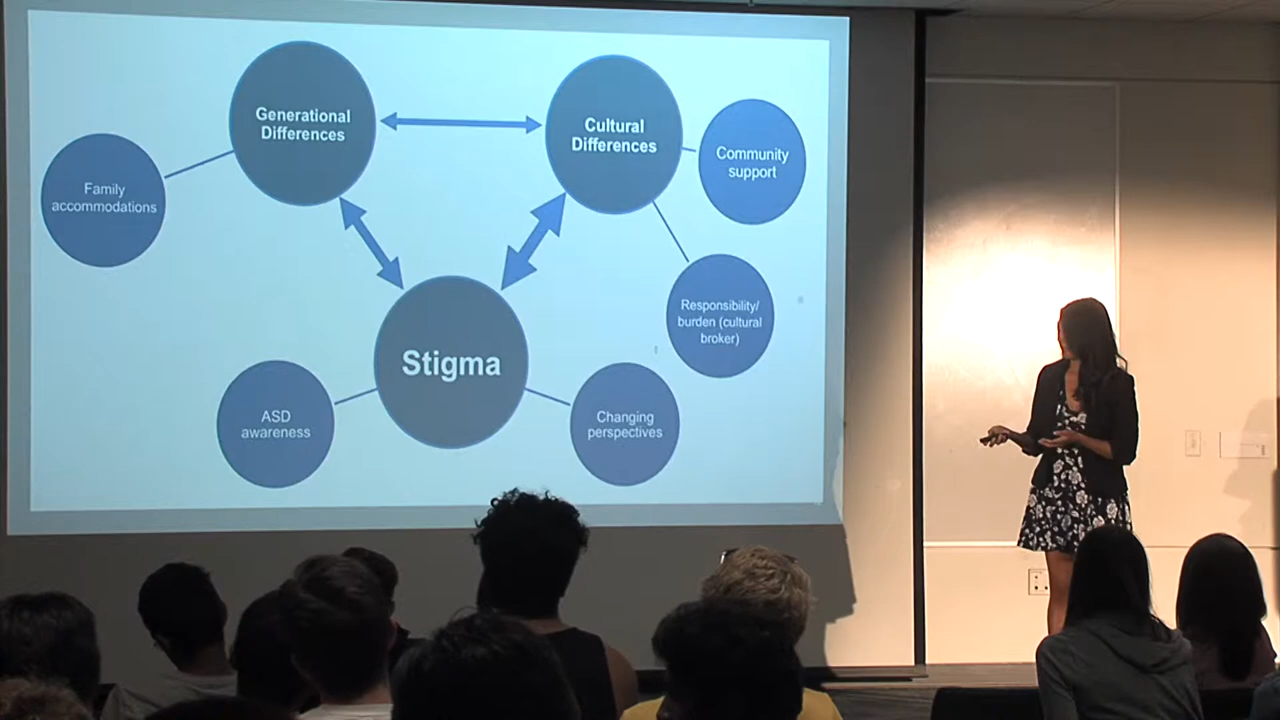 Generational
Differences
Cultural
Differences
Community
support
Family
accommodations
Responsibility/
burden (cultural
broker)
Stigma
ASD
awareness
Changing
perspectives